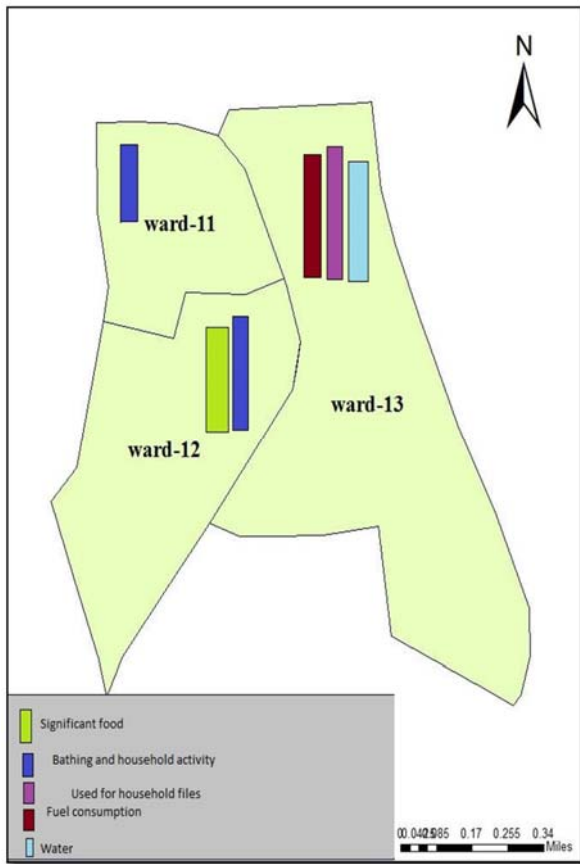 N
ward-11
ward-13
ward-12
Significant food
Bathing and household activity
Used for household files
Fuel consumption
Water
0.17 0.255 0.34
Miles